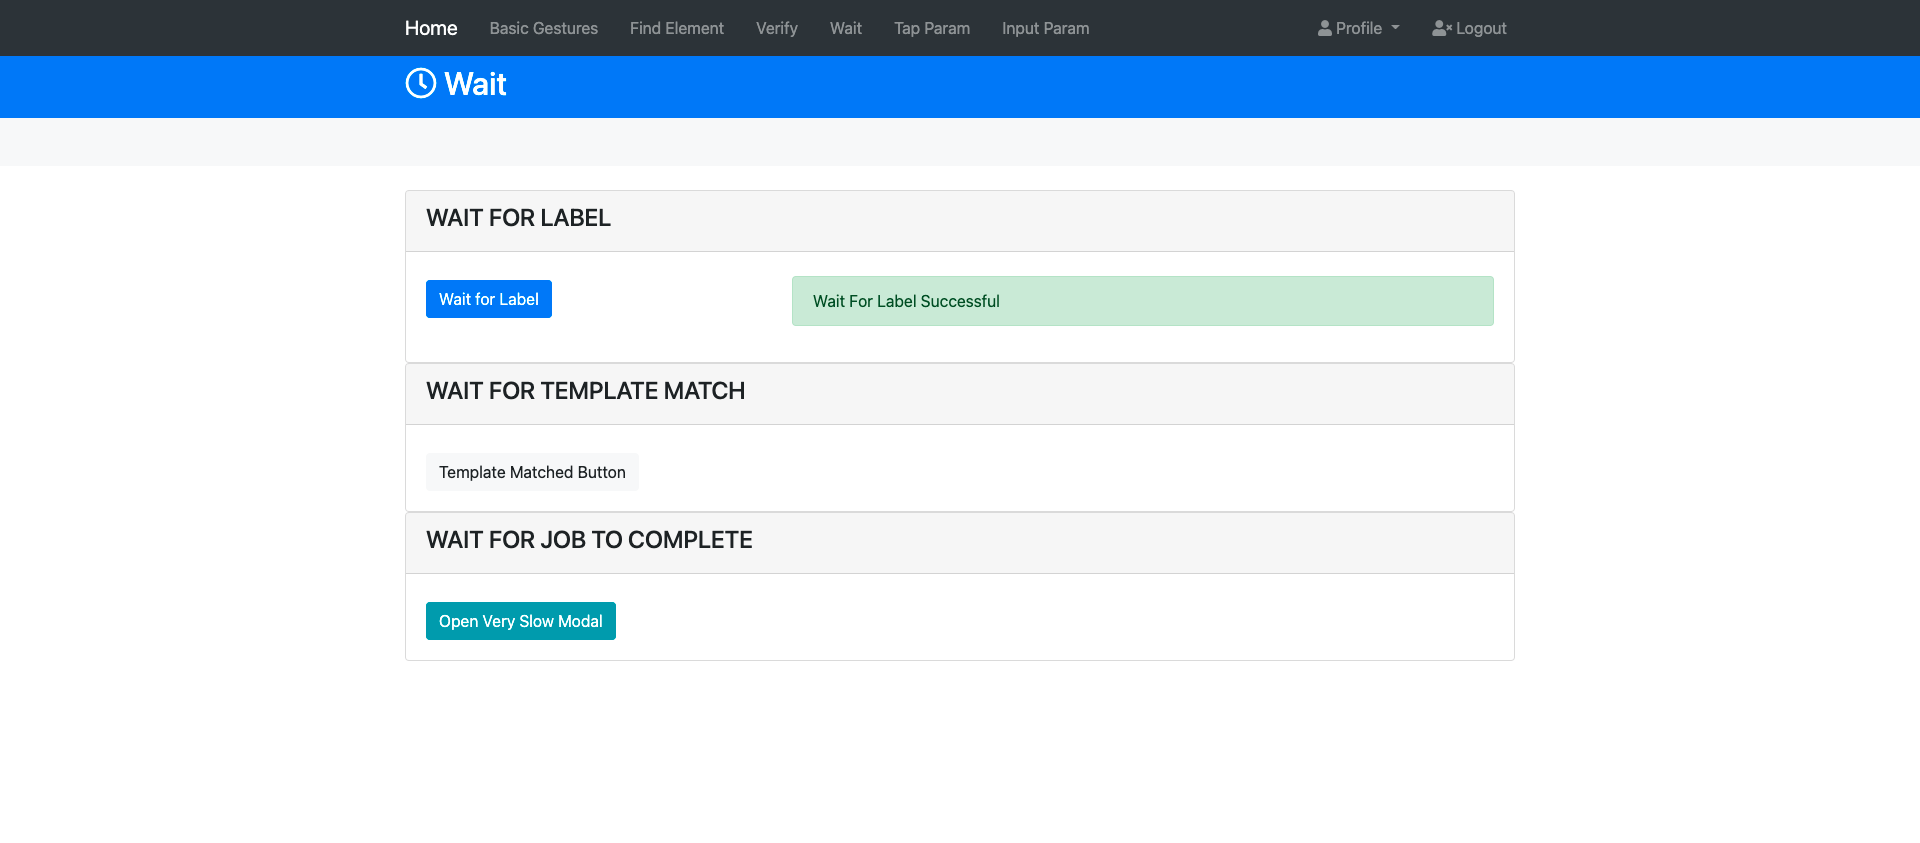 Home Basic Gestures Find Element Verify Wait Tap Param Input Param Profile Logout
Wait
WAIT FOR LABEL
Wait for Label Wait For Label Successful
WAIT FOR TEMPLATE MATCH
Template Matched Button
WAIT FOR JOB TO COMPLETE
Open Very Slow Modal